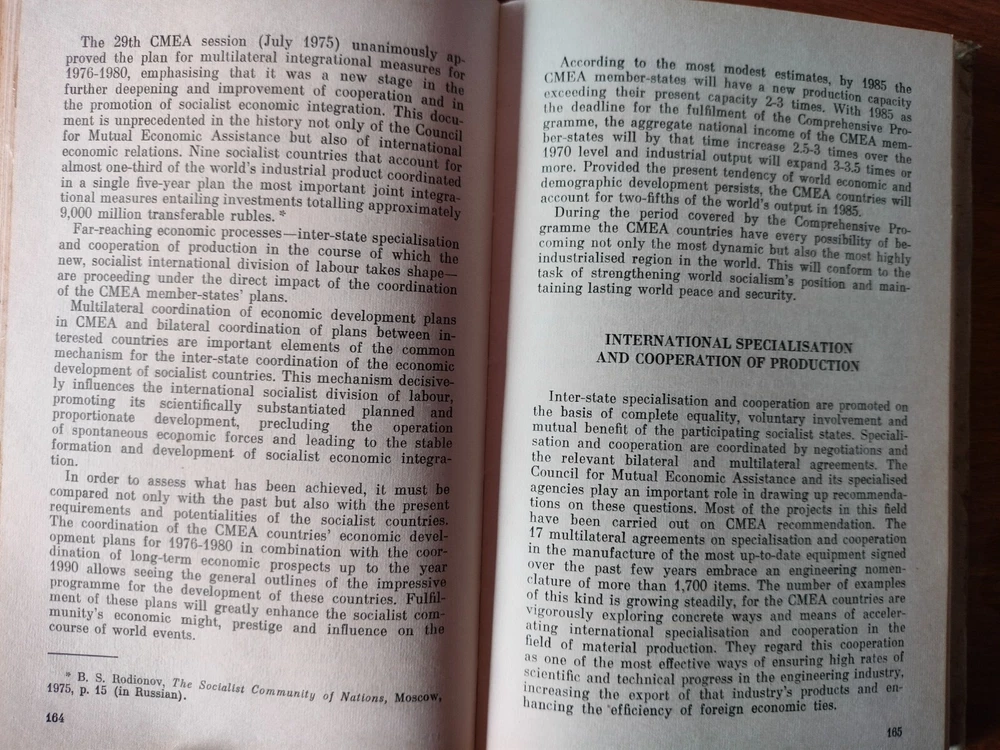 The 29th CMEA session (July 1975) unanimously ap-
proved the plan for multilateral integrational measures for
1976-1980, emphasising that it was a new stage in the
further deepening and improvement of cooperation and in
the promotion of socialist economic integration. This docu-
ment is unprecedented in the history not only of the Council
for Mutual Economic Assistance but also of international
economic relations. Nine socialist countries that account for
almost one-third of the world's industrial product coordinated
in a single five-year plan the most important joint integra-
tional measures entailing investments totalling approximately
9,000 million transferable rubles. *
Far-reaching economic processes—inter-state specialisation
and cooperation of production in the course of which the
new, socialist international division of labour takes shape—
are proceeding under the direct impact of the coordination
of the CMEA member-states' plans.
Multilateral coordination of economic development plans
in CMEA and bilateral coordination of plans between in-
terested countries are important elements of the common
mechanism for the inter-state coordination of the economic
development of socialist countries. This mechanism decisive-
ly influences the international socialist division of labour,
promoting its scientifically substantiated planned and
proportionate development, precluding the operation
of spontaneous economic forces and leading to the stable
formation and development of socialist economic integra-
tion.
In order to assess what has been achieved, it must be
compared not only with the past but also with the present
requirements and potentialities of the socialist countries.
The coordination of the CMEA countries' economic devel-
opment plans for 1976-1980 in combination with the coor-
dination of long-term economic prospects up to the year
1990 allows seeing the general outlines of the impressive
programme for the development of these countries. Fulfil-
ment of these plans will greatly enhance the socialist com-
munity's economic might, prestige and influence on the
course of world events.
* B. S. Rodionov, The Socialist Community of Nations, Moscow,
1975, p. 15 (in Russian).
164
According to the most modest estimates, by 1985 the
CMEA member-states will have a new production capacity
exceeding their present capacity 2-3 times. With 1985 as
the deadline for the fulfilment of the Comprehensive Pro-
gramme, the aggregate national income of the CMEA mem-
ber-states will by that time increase 2.5-3 times over the
1970 level and industrial output will expand 3-3.5 times or
more. Provided the present tendency of world economic and
demographic development persists, the CMEA countries will
account for two-fifths of the world's output in 1985.
During the period covered by the Comprehensive Pro-
gramme the CMEA countries have every possibility of be-
coming not only the most dynamic but also the most highly
industrialised region in the world. This will conform to the
task of strengthening world socialism's position and main-
taining lasting world peace and security.
INTERNATIONAL SPECIALISATION
AND COOPERATION OF PRODUCTION
Inter-state specialisation and cooperation are promoted on
the basis of complete equality, voluntary involvement and
mutual benefit of the participating socialist states. Speciali-
sation and cooperation are coordinated by negotiations and
the relevant bilateral and multilateral agreements. The
Council for Mutual Economic Assistance and its specialised
agencies play an important role in drawing up recommenda-
tions on these questions. Most of the projects in this field
have been carried out on CMEA recommendation. The
17 multilateral agreements on specialisation and cooperation
in the manufacture of the most up-to-date equipment signed
over the past few years embrace an engineering nomen-
clature of more than 1,700 items. The number of examples
of this kind is growing steadily, for the CMEA countries are
vigorously exploring concrete ways and means of acceler-
ating international specialisation and cooperation in the
field of material production. They regard this cooperation
as one of the most effective ways of ensuring high rates of
scientific and technical progress in the engineering industry,
increasing the export of that industry's products and en-
hancing the efficiency of foreign economic ties.
165